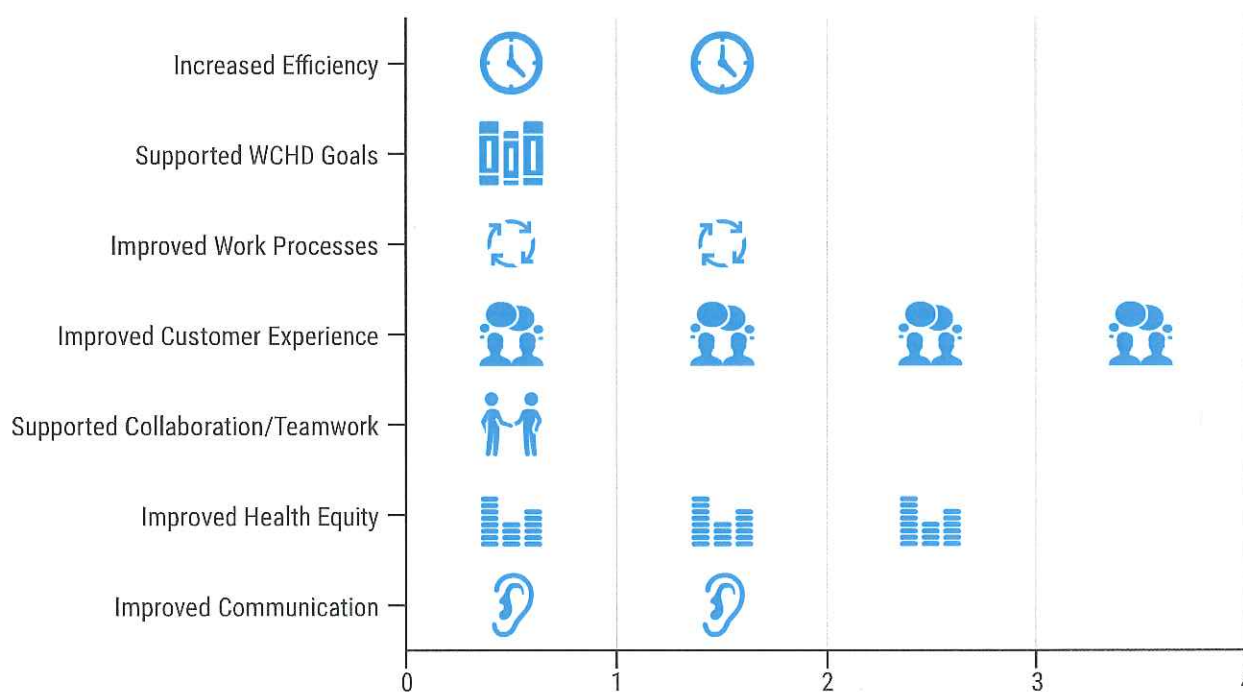 Increased Efficiency
Supported WCHD Goals
Improved Work Processes
Improved Customer Experience
Supported Collaboration/Teamwork
Improved Health Equity
Improved Communication
0 1 2 3 4